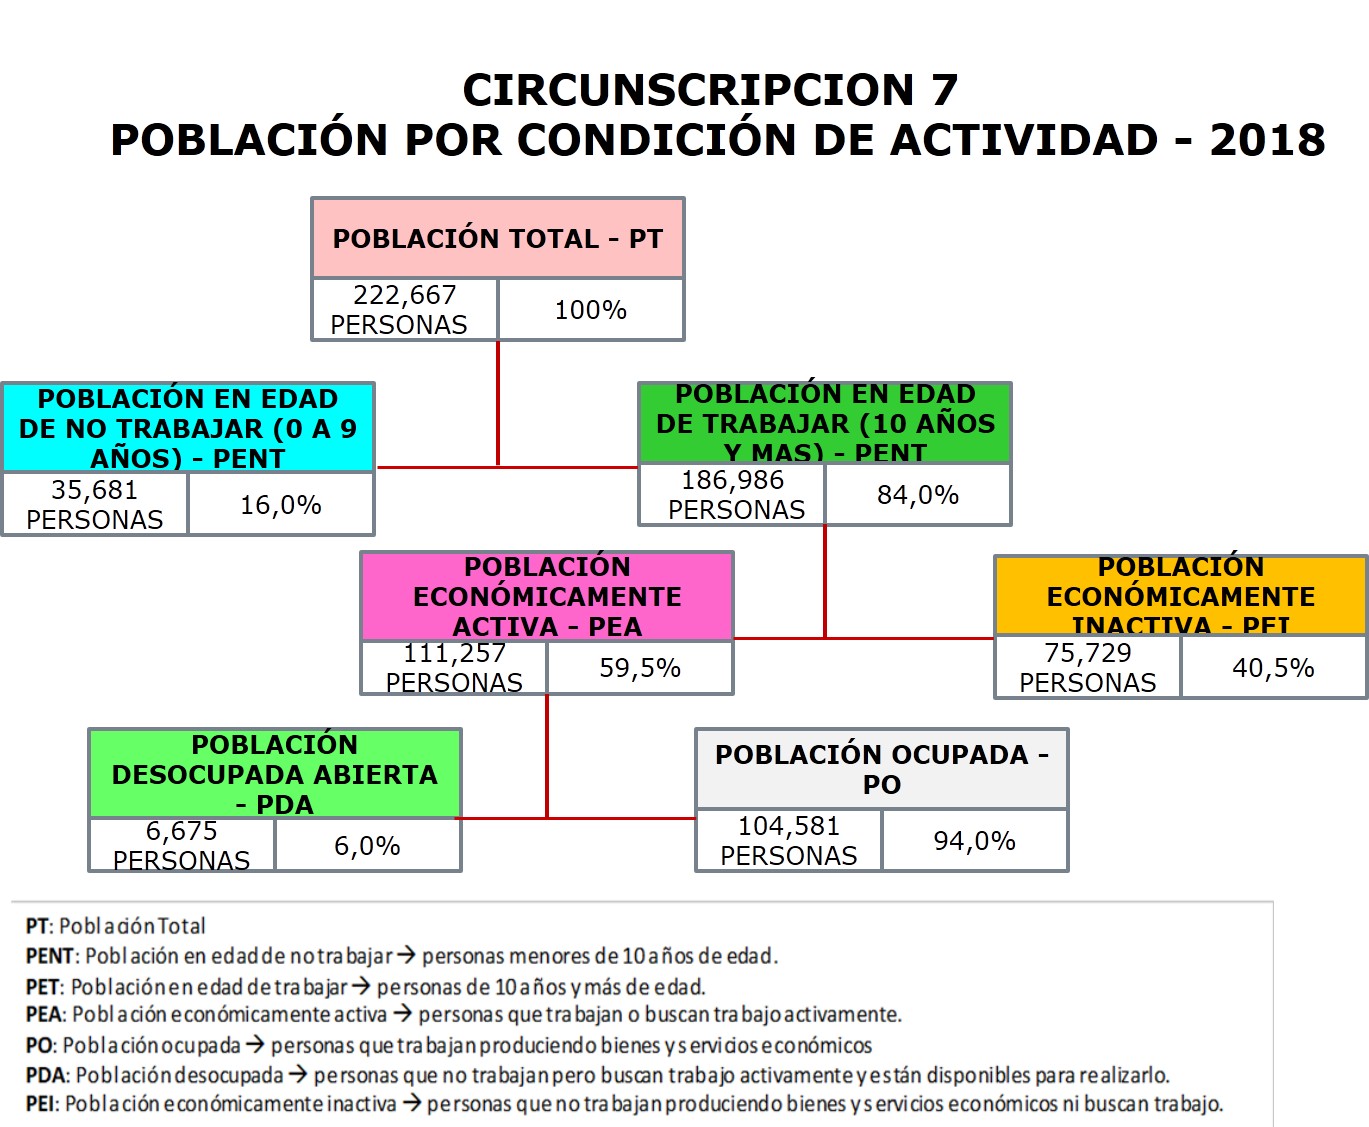 CIRCUNSCRIPCION 7
POBLACIÓN POR CONDICIÓN DE ACTIVIDAD - 2018
POBLACIÓN TOTAL - PT
222,667
PERSONAS
100%
POBLACIÓN EN EDAD
DE NO TRABAJAR (0 A 9
AÑOS) - PENT
35,681
PERSONAS
16,0%
POBLACIÓN EN EDAD
DE TRABAJAR (10 AÑOS
Y MAS) - PENT
186,986
PERSONAS
84,0%
POBLACIÓN
ECONÓMICAMENTE
ACTIVA - PEA
111,257
PERSONAS
59,5%
POBLACIÓN
ECONÓMICAMENTE
INACTIVA - PEI
75,729
PERSONAS
40,5%
POBLACIÓN
DESOCUPADA ABIERTA
- PDA
6,675
PERSONAS
6,0%
POBLACIÓN OCUPADA -
PO
104,581
PERSONAS
94,0%
PT: Población Total
PENT: Población en edad de no trabajar → personas menores de 10 años de edad.
PET: Población en edad de trabajar → personas de 10 años y más de edad.
PEA: Población económicamente activa → personas que trabajan o buscan trabajo activamente.
PO: Población ocupada → personas que trabajan produciendo bienes y servicios económicos
PDA: Población desocupada → personas que no trabajan pero buscan trabajo activamente y están disponibles para realizarlo.
PEI: Población económicamente inactiva → personas que no trabajan produciendo bienes y servicios económicos ni buscan trabajo.